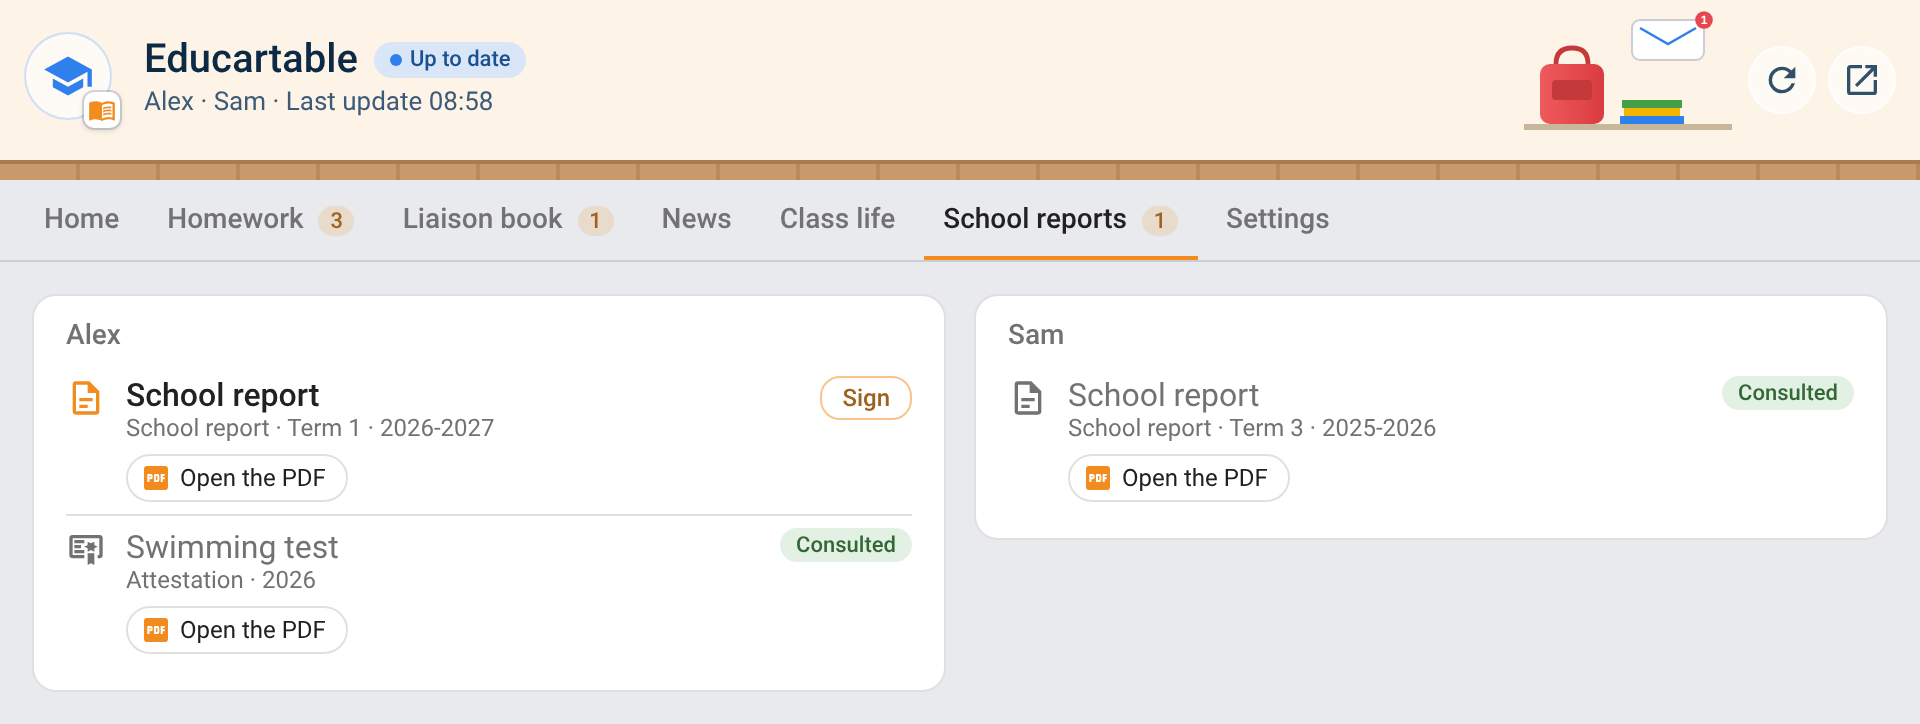 Educartable
Up to date
Alex · Sam · Last update 08:58
1
Home
Homework 3
Liaison book 1
News
Class life
School reports 1
Settings
Alex
School report
Sign
School report · Term 1 · 2026-2027
PDF Open the PDF
Swimming test
Consulted
Attestation · 2026
PDF Open the PDF
Sam
School report
Consulted
School report · Term 3 · 2025-2026
PDF Open the PDF